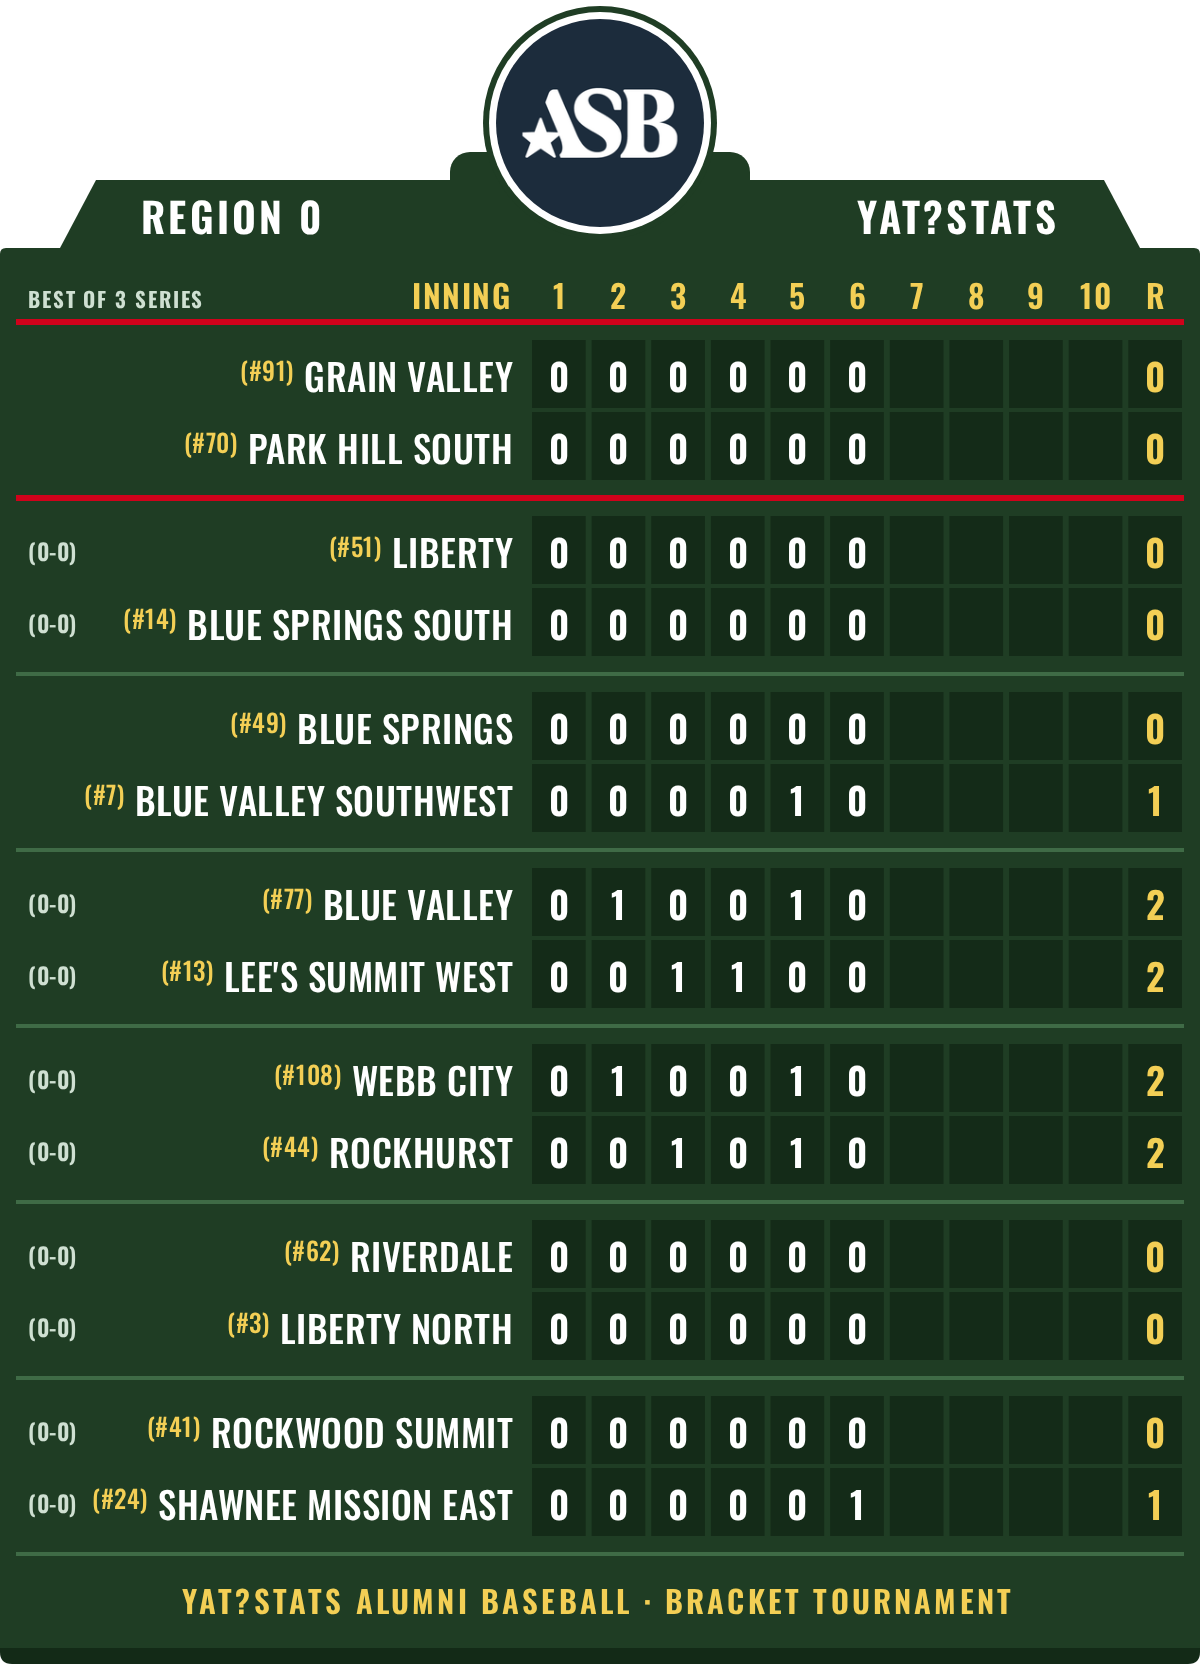 ASB
REGION 0 YAT?STATS
BEST OF 3 SERIES INNING 1 2 3 4 5 6 7 8 9 10 R
(#91) GRAIN VALLEY 0 0 0 0 0 0 0
(#70) PARK HILL SOUTH 0 0 0 0 0 0 0
(0-0) (#51) LIBERTY 0 0 0 0 0 0 0
(0-0) (#14) BLUE SPRINGS SOUTH 0 0 0 0 0 0 0
(#49) BLUE SPRINGS 0 0 0 0 0 0 0
(#7) BLUE VALLEY SOUTHWEST 0 0 0 0 1 0 1
(0-0) (#77) BLUE VALLEY 0 1 0 0 1 0 2
(0-0) (#13) LEE'S SUMMIT WEST 0 0 1 1 0 0 2
(0-0) (#108) WEBB CITY 0 1 0 0 1 0 2
(0-0) (#44) ROCKHURST 0 0 1 0 1 0 2
(0-0) (#62) RIVERDALE 0 0 0 0 0 0 0
(0-0) (#3) LIBERTY NORTH 0 0 0 0 0 0 0
(0-0) (#41) ROCKWOOD SUMMIT 0 0 0 0 0 0 0
(0-0) (#24) SHAWNEE MISSION EAST 0 0 0 0 0 1 1
YAT?STATS ALUMNI BASEBALL · BRACKET TOURNAMENT